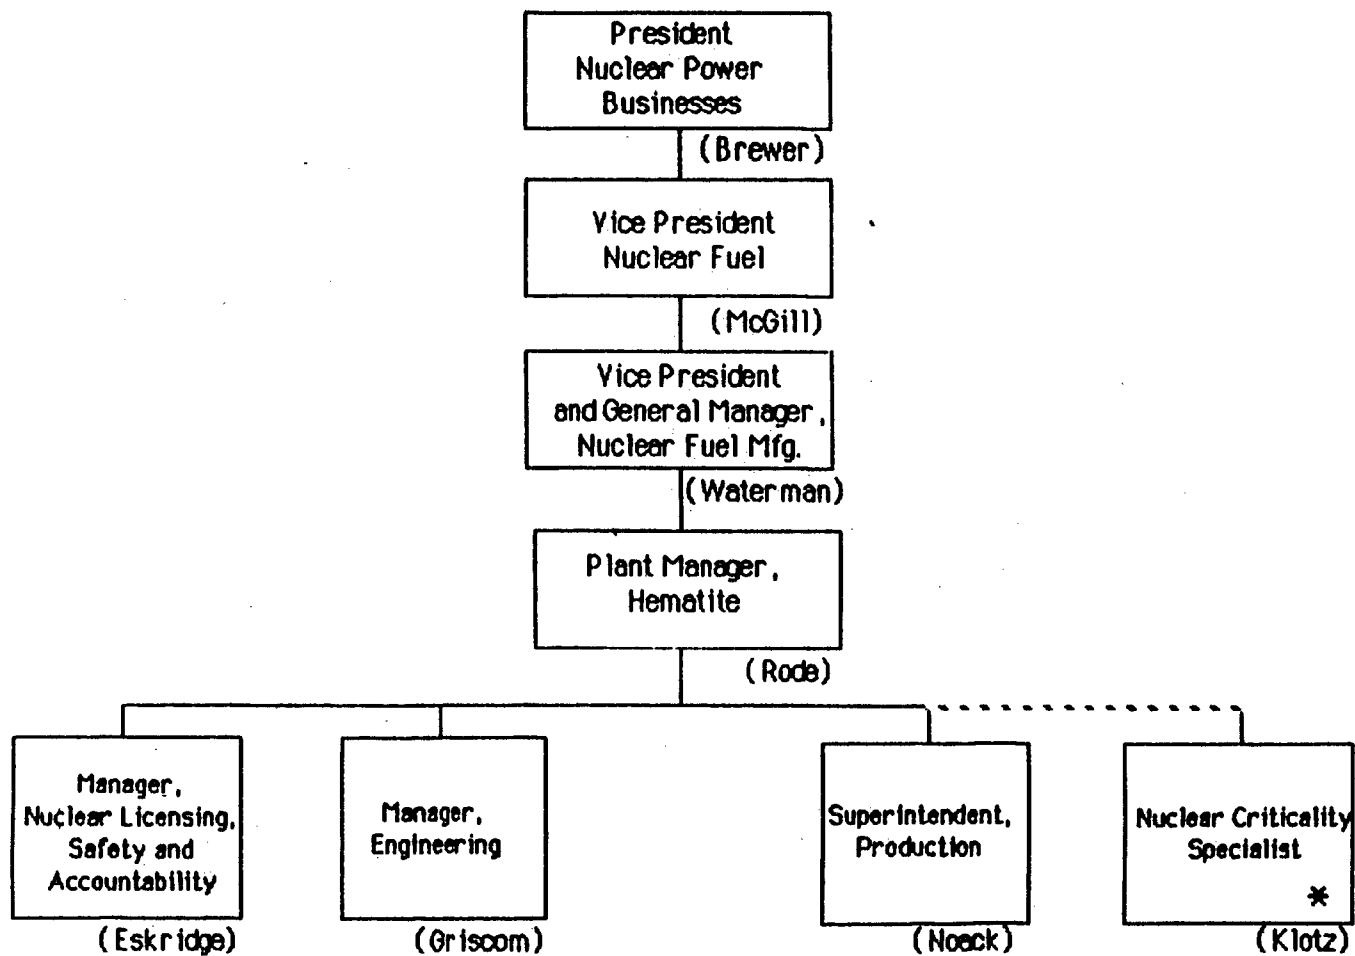 President
Nuclear Power
Businesses
(Brewer)
Vice President
Nuclear Fuel
(McGill)
Vice President
and General Manager,
Nuclear Fuel Mfg.
(Waterman)
Plant Manager,
Hematite
(Rode)
Manager,
Nuclear Licensing,
Safety and
Accountability
(Eskridge)
Manager,
Engineering
(Griscom)
Superintendent,
Production
(Noack)
Nuclear Criticality
Specialist
*
(Klotz)